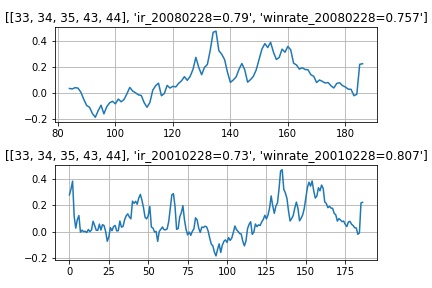 [[33, 34, 35, 43, 44], 'ir_20080228=0.79', 'winrate_20080228=0.757']
0.4
0.2
0.0
−0.2
80 100 120 140 160 180
[[33, 34, 35, 43, 44], 'ir_20010228=0.73', 'winrate_20010228=0.807']
0.4
0.2
0.0
−0.2
0 25 50 75 100 125 150 175